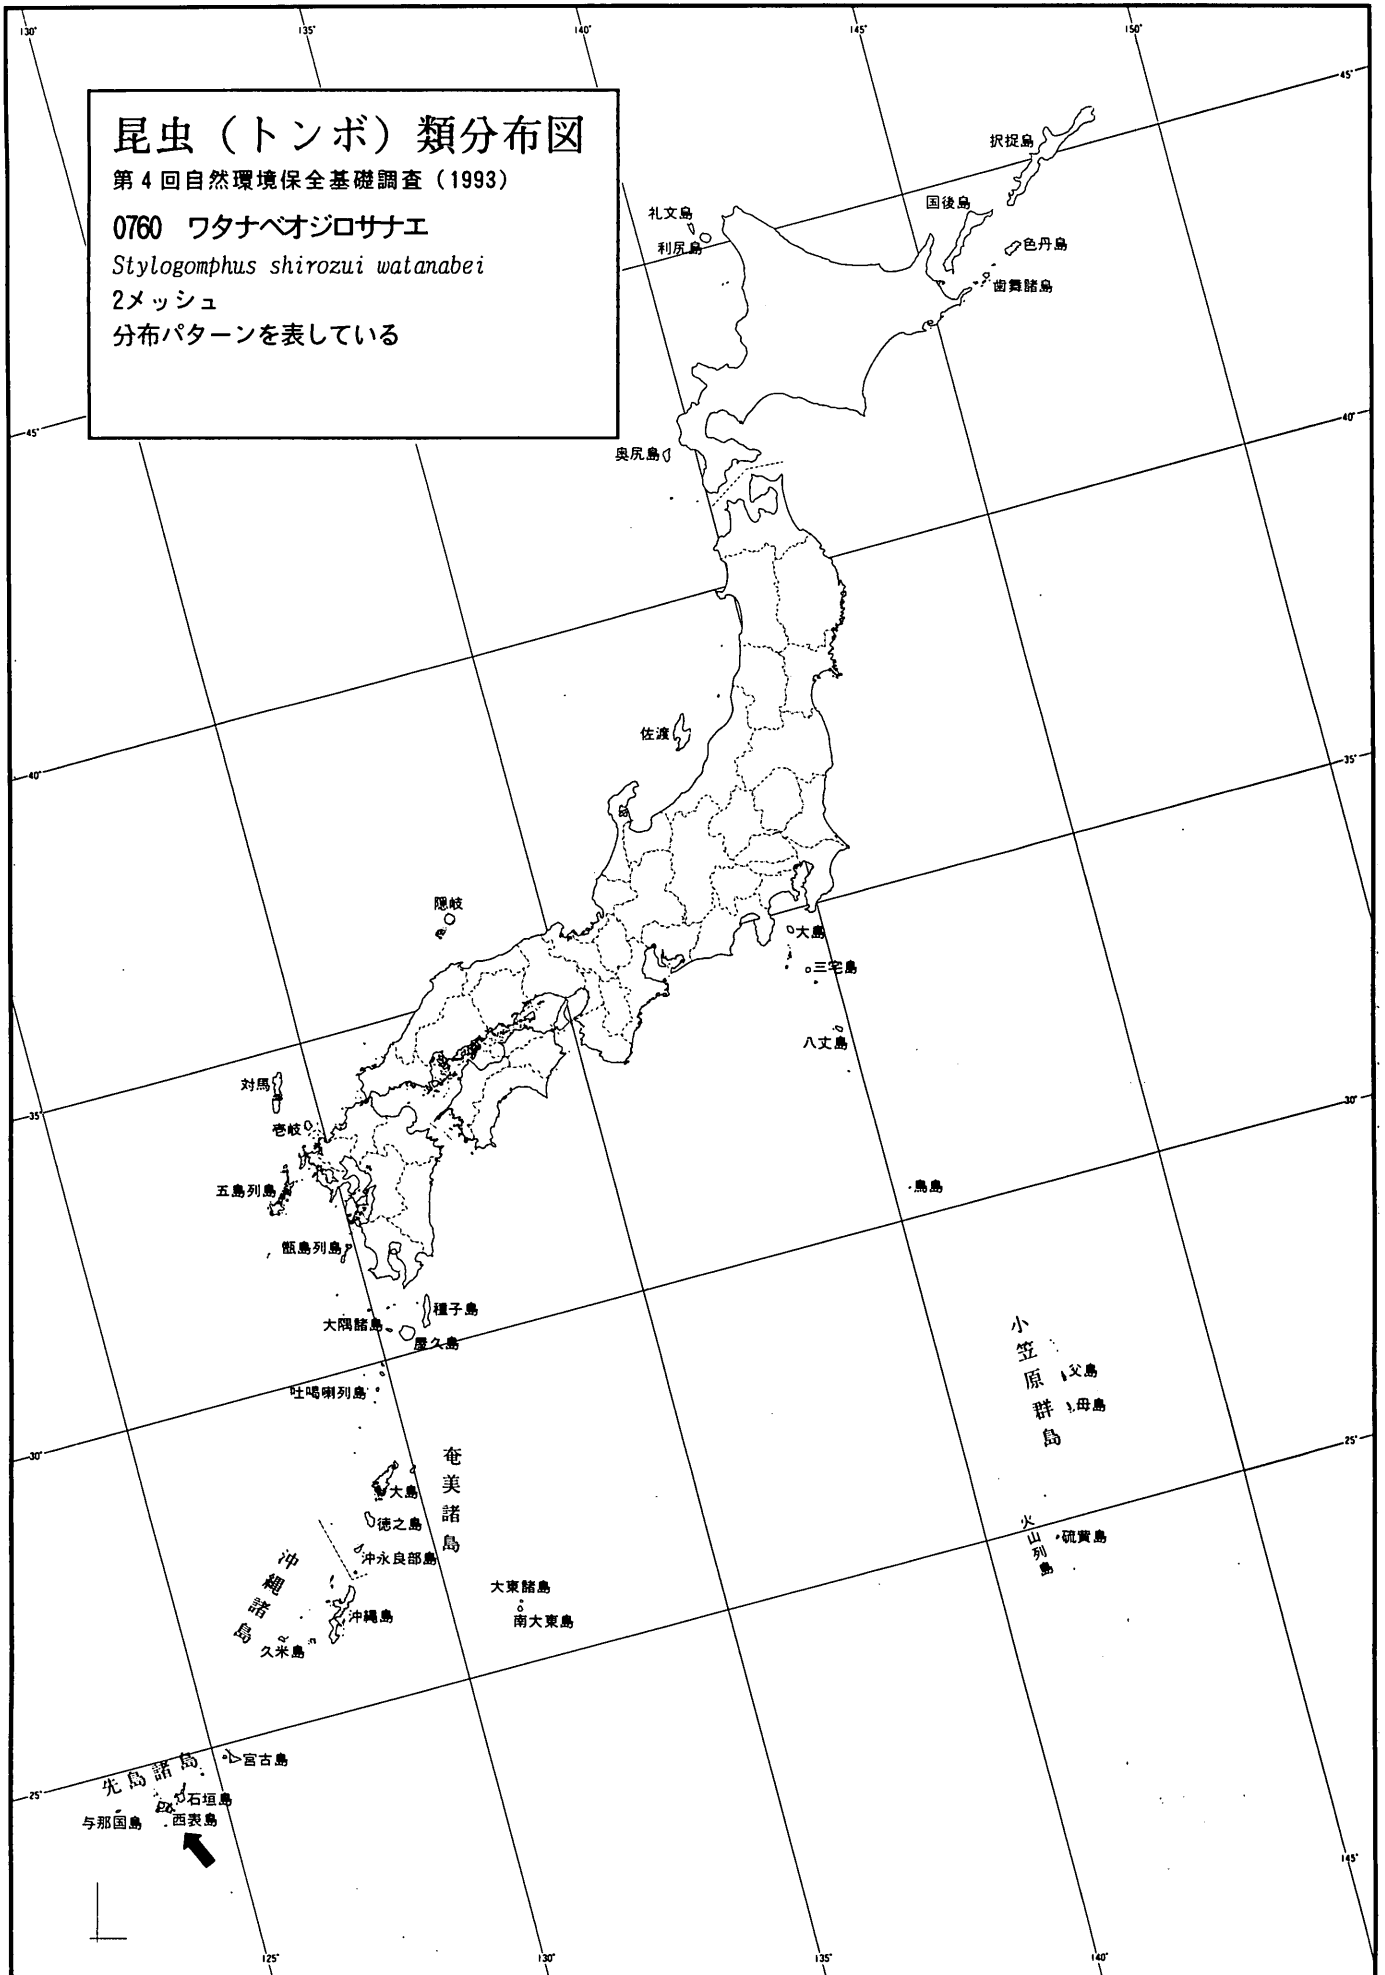 130°
135°
140°
145°
150°
昆虫（トンボ）類分布図
第4回自然環境保全基礎調査（1993）
0760 ワタナベオジロサナエ
Stylogomphus shirozui watanabei
2メッシュ
分布パターンを表している
45°
択捉島
国後島
色丹島
歯舞諸島
礼文島
利尻島
45°
40°
奥尻島
佐渡
40°
35°
隠岐
大島
三宅島
八丈島
対馬
35°
壱岐
30°
五島列島
鳥島
甑島列島
種子島
大隅諸島
屋久島
吐噶喇列島
小笠原群島
父島
母島
30°
25°
奄美諸島
大島
徳之島
沖永良部島
火山列島
硫黄島
沖縄諸島
沖縄島
久米島
大東諸島
南大東島
宮古島
先島諸島
25°
石垣島
西表島
与那国島
145°
125°
130°
135°
140°